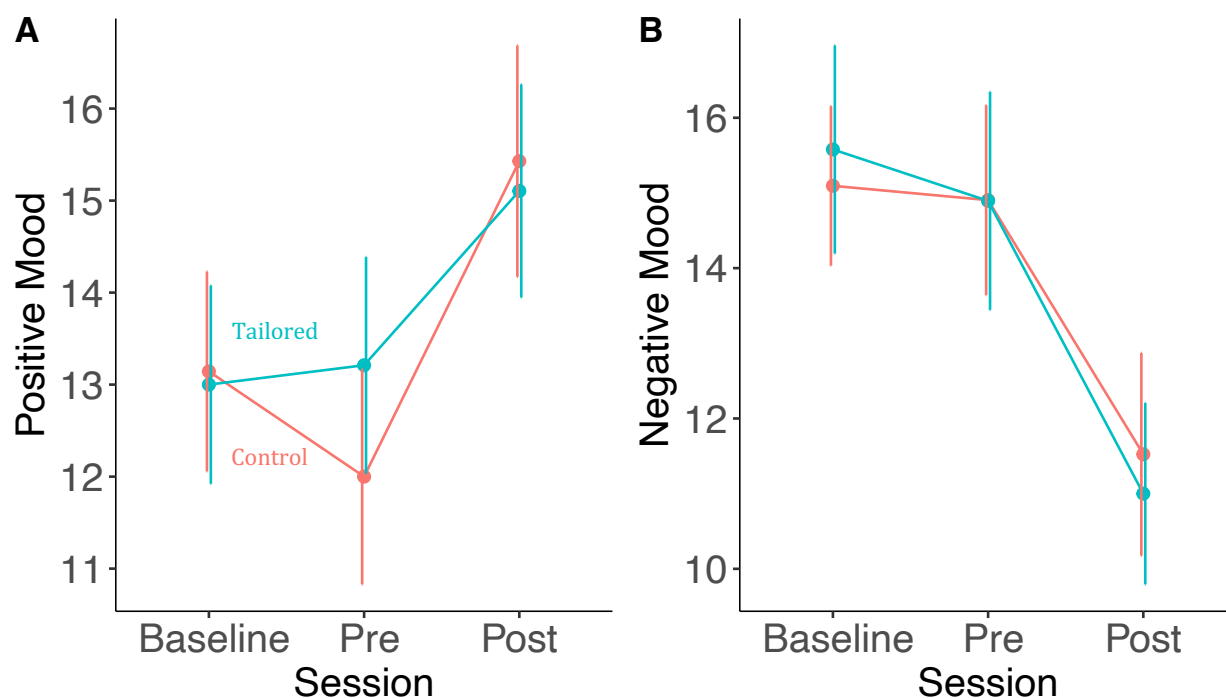 A
Positive Mood
16
15
14
13
12
11
Tailored
Control
Baseline Pre Post
Session
B
Negative Mood
16
14
12
10
Baseline Pre Post
Session